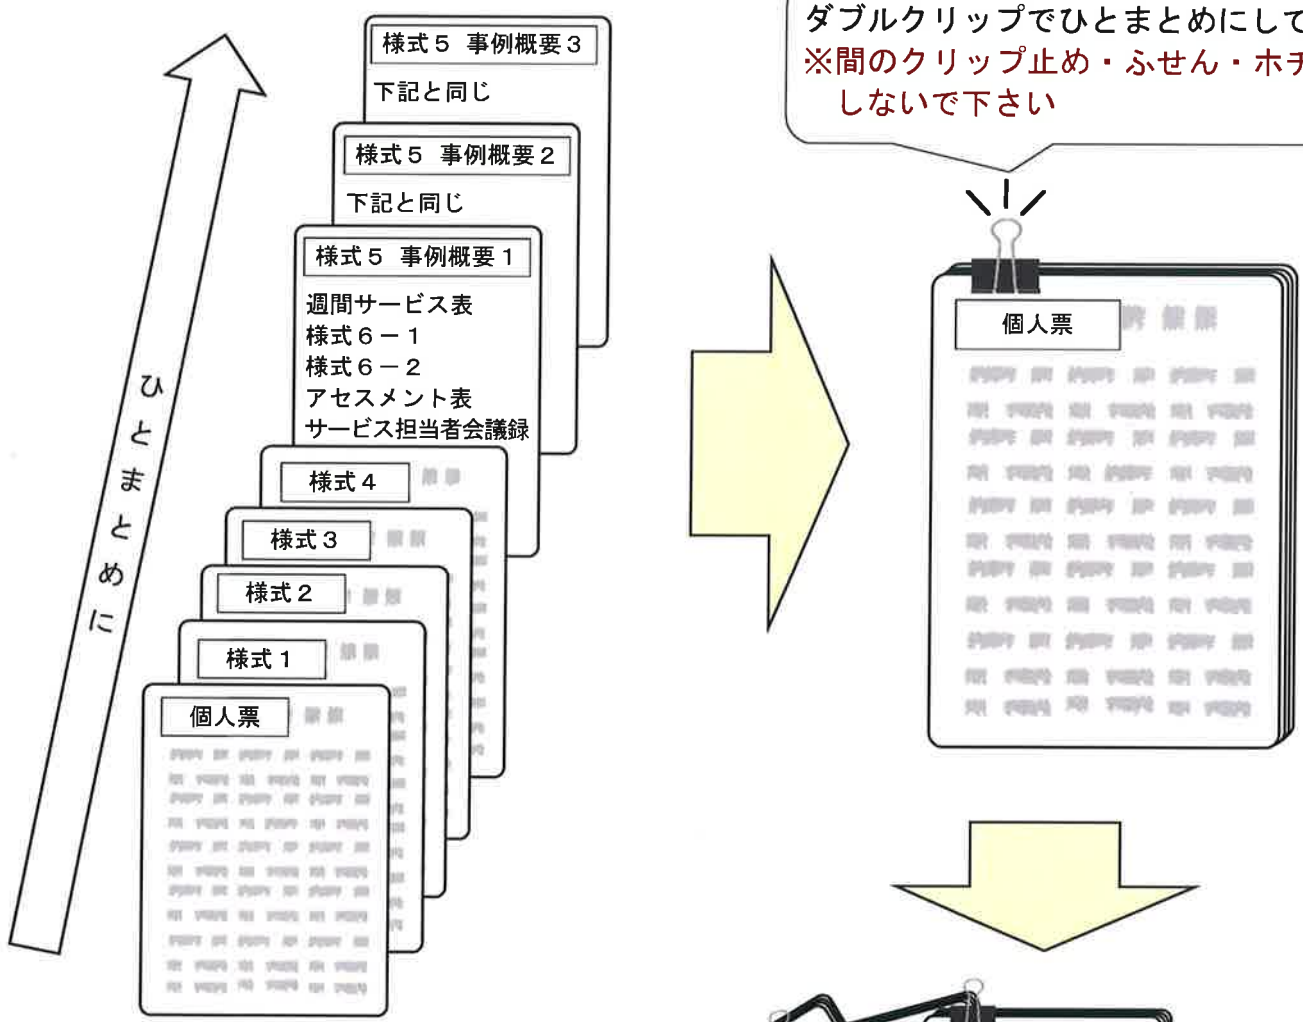 様式５ 事例概要３
下記と同じ
様式５ 事例概要２
下記と同じ
様式５ 事例概要１
週間サービス表
様式６－１
様式６－２
アセスメント表
サービス担当者会議録
様式４
様式３
様式２
様式１
個人票
ひとまとめに
ダブルクリップでひとまとめにして
※間のクリップ止め・ふせん・ホチ
しないで下さい
個人票